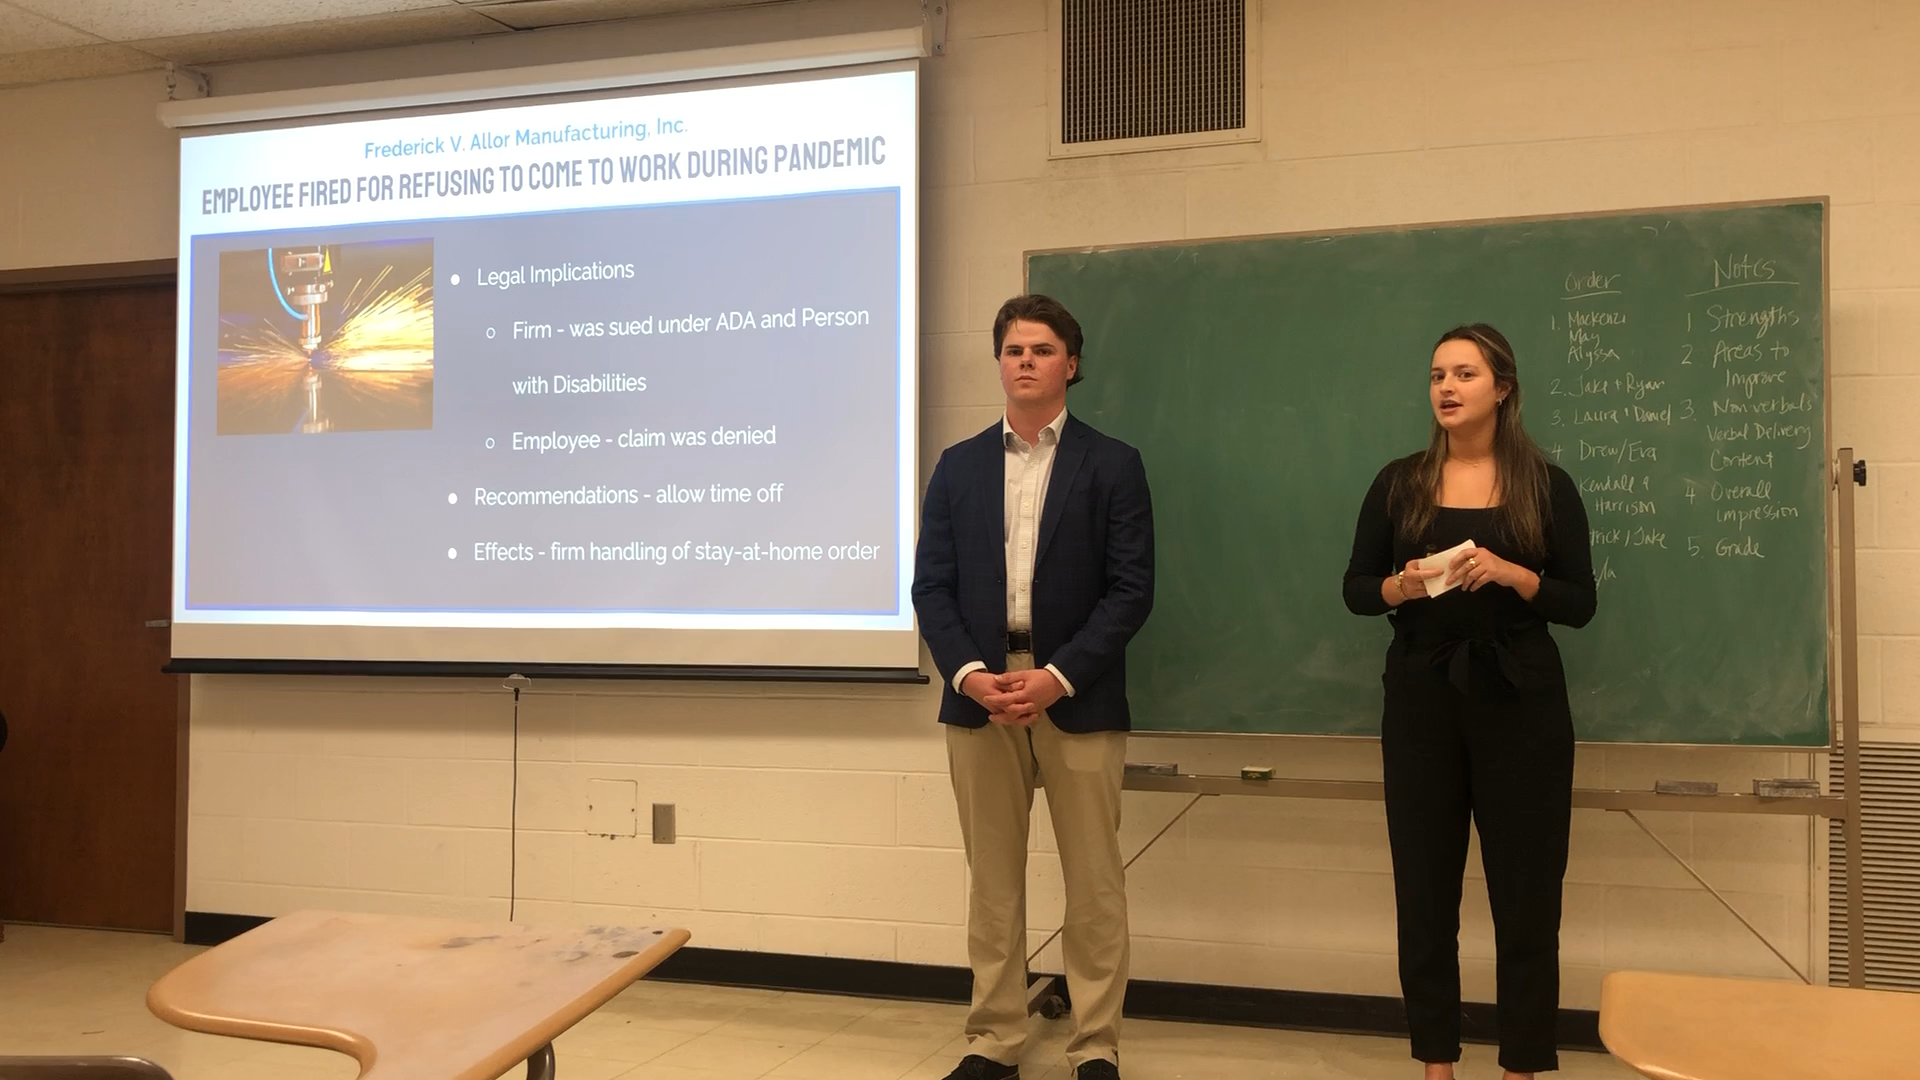 Frederick V. Allor Manufacturing, Inc.
EMPLOYEE FIRED FOR REFUSING TO COME TO WORK DURING PANDEMIC
Legal Implications
Firm - was sued under ADA and Person
with Disabilities
Employee - claim was denied
Recommendations - allow time off
Effects - firm handling of stay-at-home order
Order
1. Mackenzi
May
Alyssa
2. Jake + Ryan
3. Laura + Daniel
4 Drew/Eva
Kendall &
Harrison
trick / Jake
/la
Notes
1 Strengths
2 Areas to
Improve
3. Nonverbals
Verbal Delivery
Content
4 Overall
impression
5. Grade